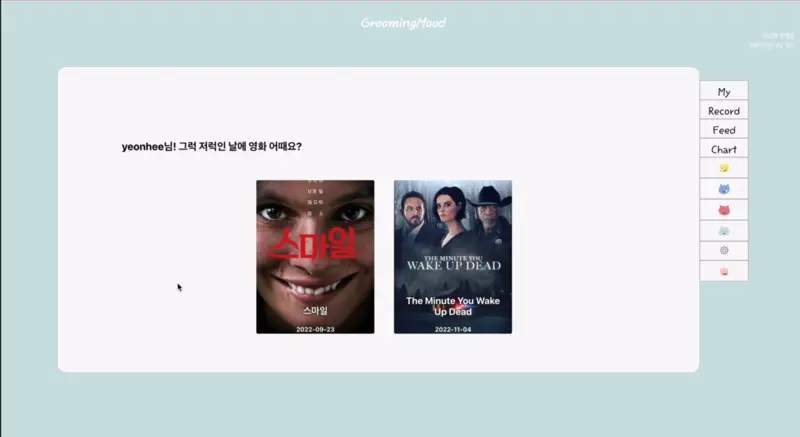 GroomingMood
My
Record
Feed
Chart
yeonhee님! 그럭 저럭인 날에 영화 어때요?
스마일
스마일
2022-09-23
THE MINUTE YOU
WAKE UP DEAD
The Minute You Wake
Up Dead
2022-11-04